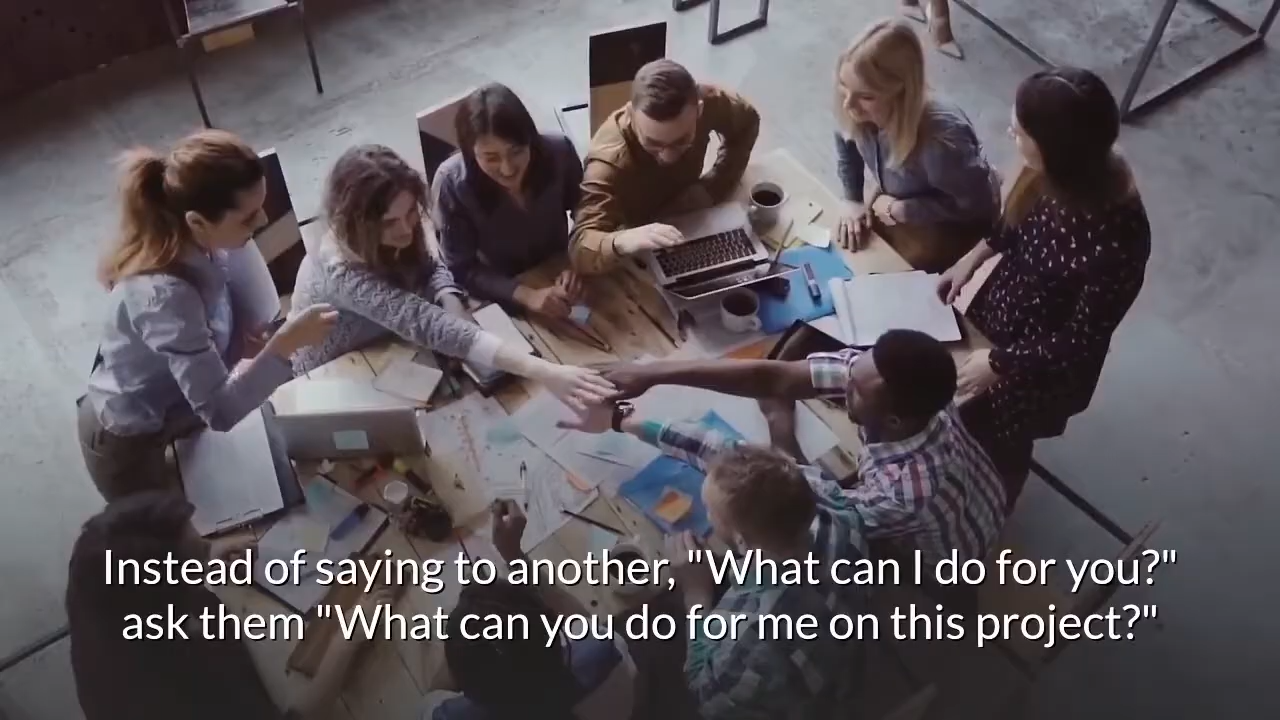 Instead of saying to another, "What can I do for you?"
ask them "What can you do for me on this project?"